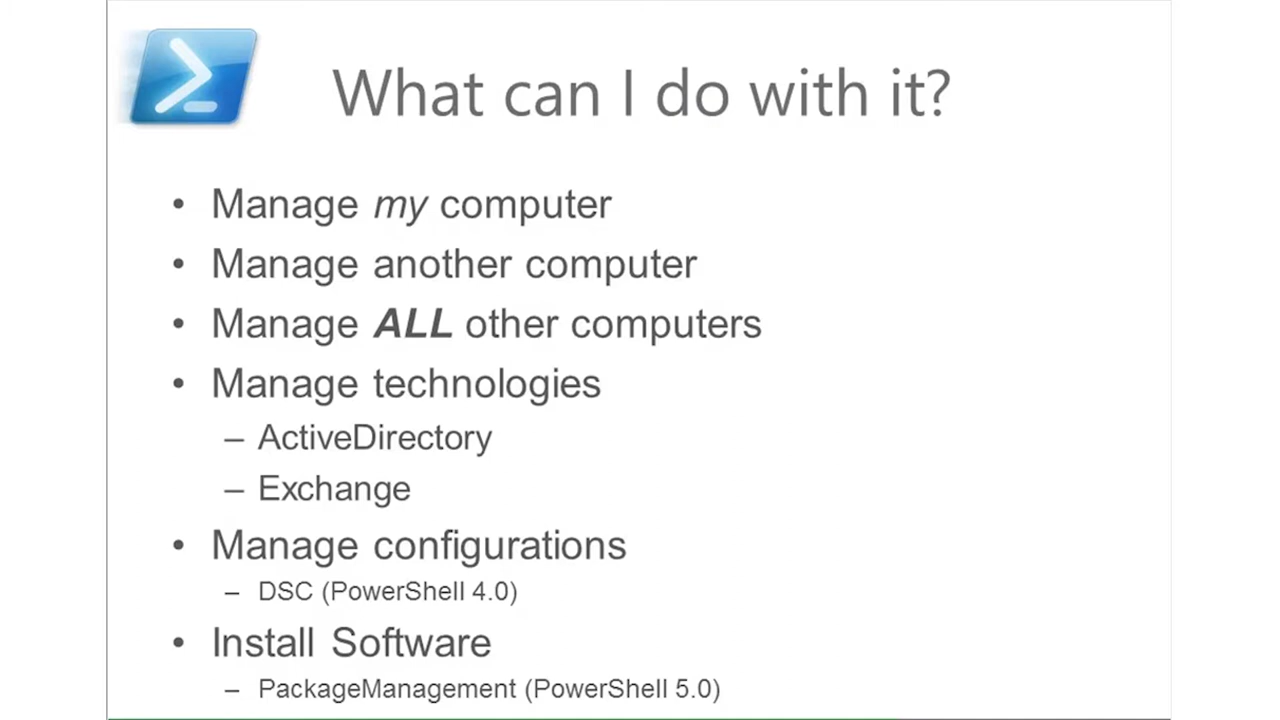 What can I do with it?
• Manage my computer
• Manage another computer
• Manage ALL other computers
• Manage technologies
– ActiveDirectory
– Exchange
• Manage configurations
– DSC (PowerShell 4.0)
• Install Software
– PackageManagement (PowerShell 5.0)